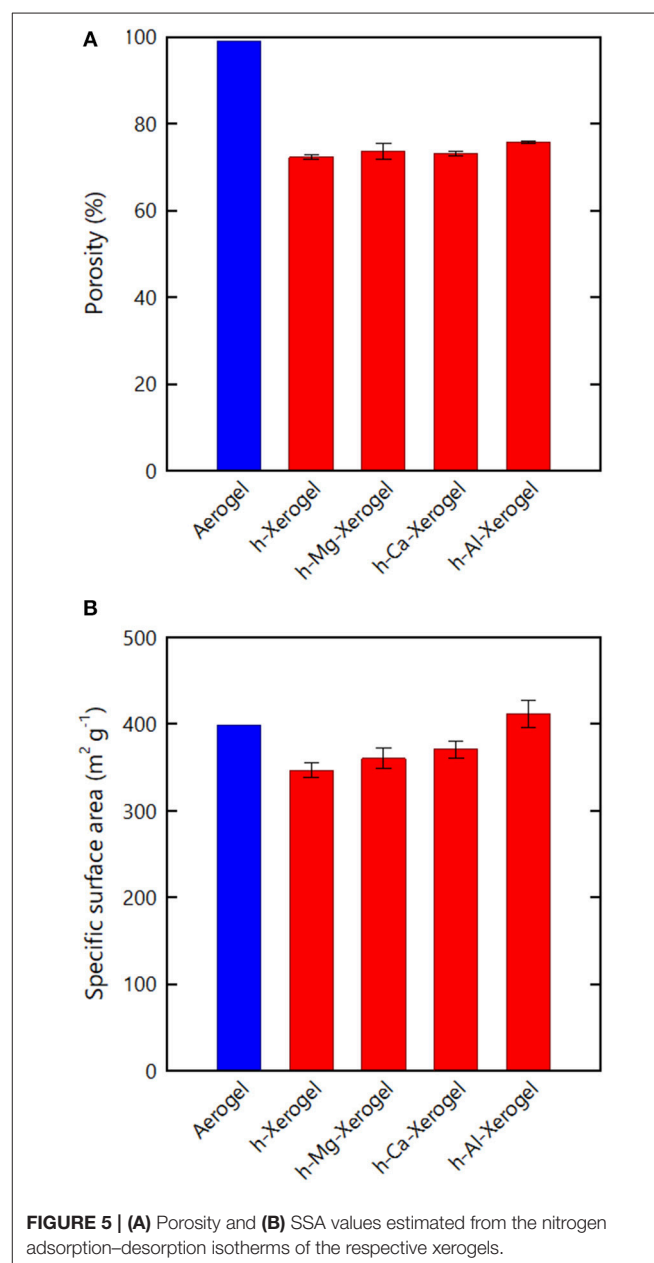 A
100
80
60
40
20
0
Porosity (%)
Aerogel
h-Xerogel
h-Mg-Xerogel
h-Ca-Xerogel
h-Al-Xerogel
B
500
400
300
200
100
0
Specific surface area (m² g⁻¹)
Aerogel
h-Xerogel
h-Mg-Xerogel
h-Ca-Xerogel
h-Al-Xerogel
FIGURE 5 | (A) Porosity and (B) SSA values estimated from the nitrogen
adsorption–desorption isotherms of the respective xerogels.